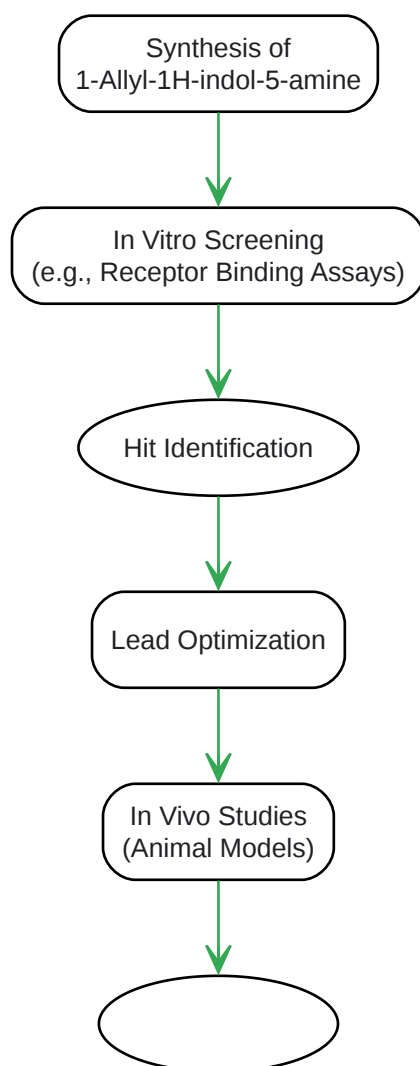 Synthesis of
1-Allyl-1H-indol-5-amine
In Vitro Screening
(e.g., Receptor Binding Assays)
Hit Identification
Lead Optimization
In Vivo Studies
(Animal Models)